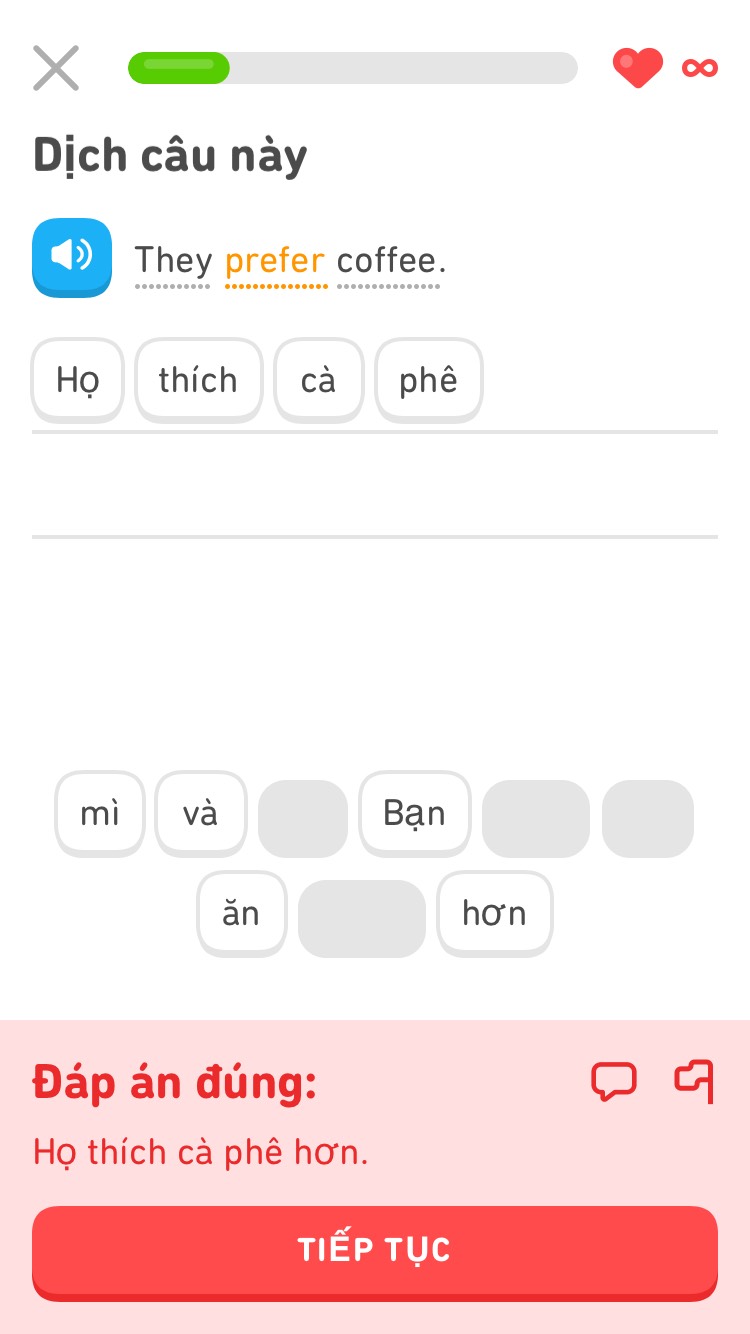 Dịch câu này
They prefer coffee.
Họ thích cà phê
mì và Bạn
ăn hơn
Đáp án đúng:
Họ thích cà phê hơn.
TIẾP TỤC